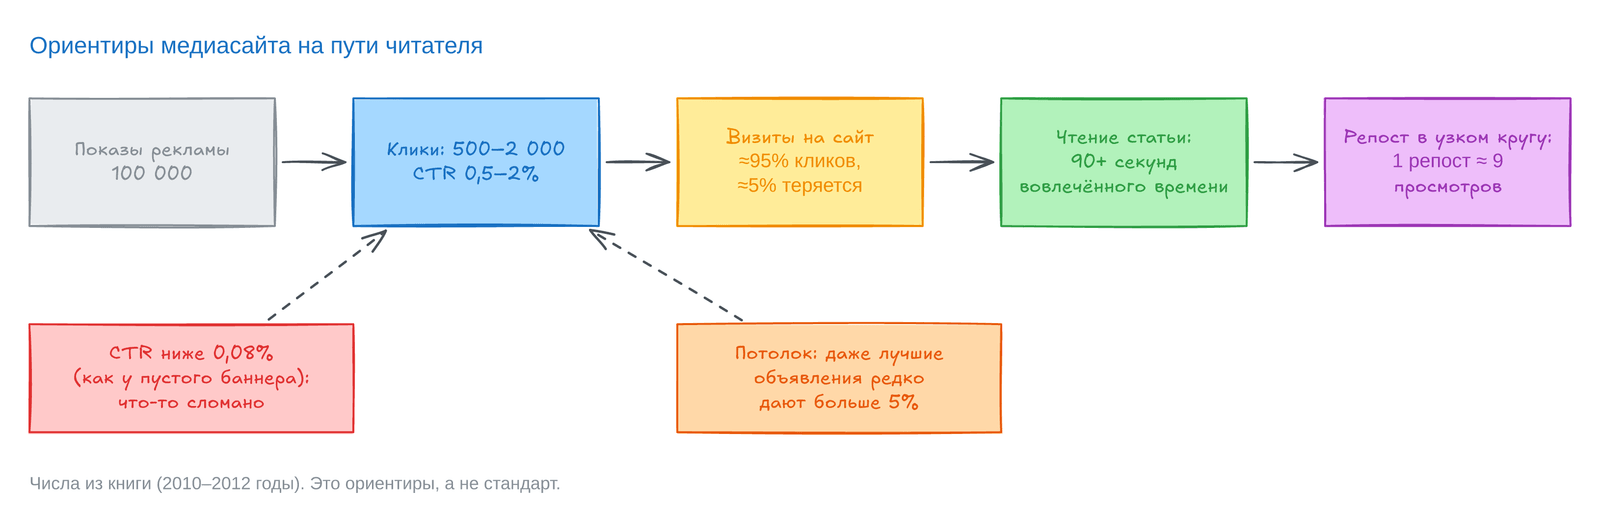 Ориентиры медиасайта на пути читателя
Показы рекламы
100 000
Клики: 500–2 000
CTR 0,5–2%
Визиты на сайт
≈95% кликов,
≈5% теряется
Чтение статьи:
90+ секунд
вовлечённого времени
Репост в узком кругу:
1 репост ≈ 9
просмотров
CTR ниже 0,08%
(как у пустого баннера):
что-то сломано
Потолок: даже лучшие
объявления редко
дают больше 5%
Числа из книги (2010–2012 годы). Это ориентиры, а не стандарт.